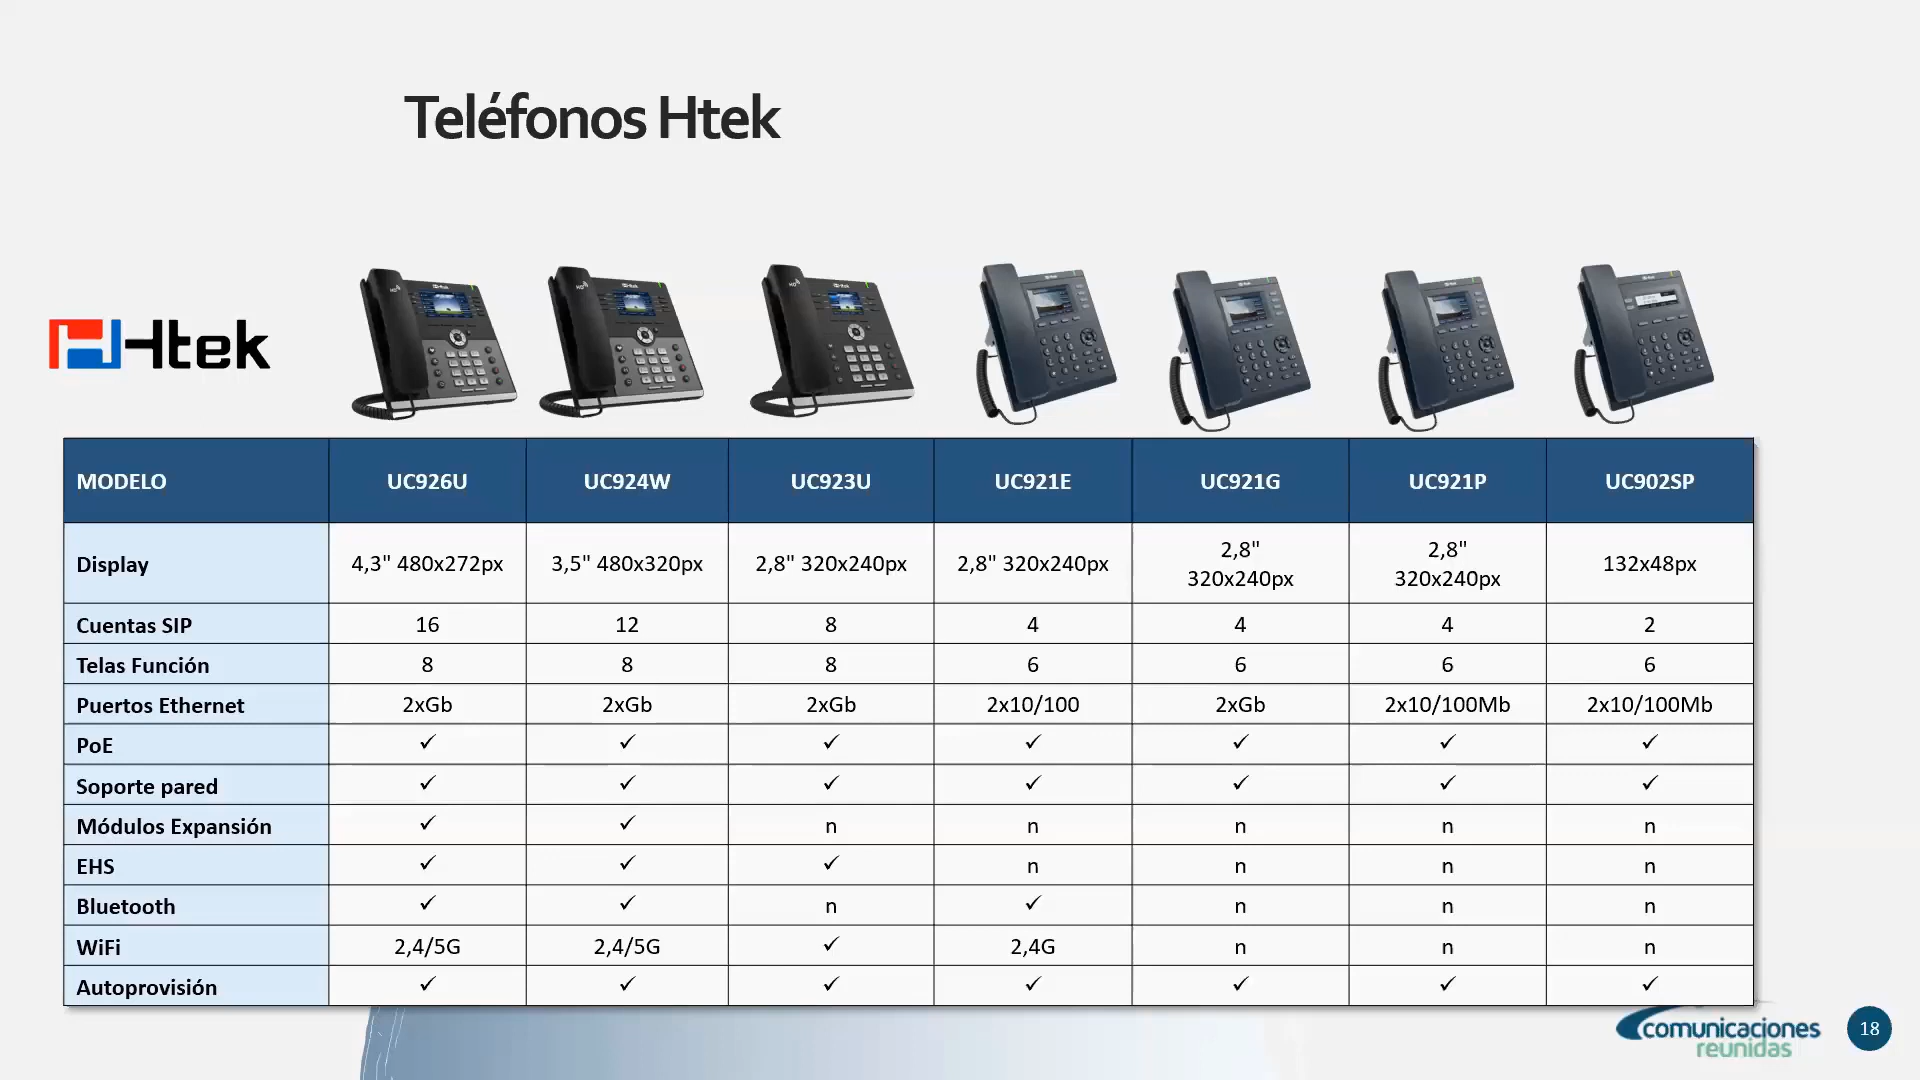 Teléfonos Htek
Htek
MODELO UC926U UC924W UC923U UC921E UC921G UC921P UC902SP
Display 4,3" 480x272px 3,5" 480x320px 2,8" 320x240px 2,8" 320x240px 2,8" 320x240px 2,8" 320x240px 132x48px
Cuentas SIP 16 12 8 4 4 4 2
Telas Función 8 8 8 6 6 6 6
Puertos Ethernet 2xGb 2xGb 2xGb 2x10/100 2xGb 2x10/100Mb 2x10/100Mb
PoE ✓ ✓ ✓ ✓ ✓ ✓ ✓
Soporte pared ✓ ✓ ✓ ✓ ✓ ✓ ✓
Módulos Expansión ✓ ✓ n n n n n
EHS ✓ ✓ ✓ n n n n
Bluetooth ✓ ✓ n ✓ n n n
WiFi 2,4/5G 2,4/5G ✓ 2,4G n n n
Autoprovisión ✓ ✓ ✓ ✓ ✓ ✓ ✓
comunicaciones
reunidas
18